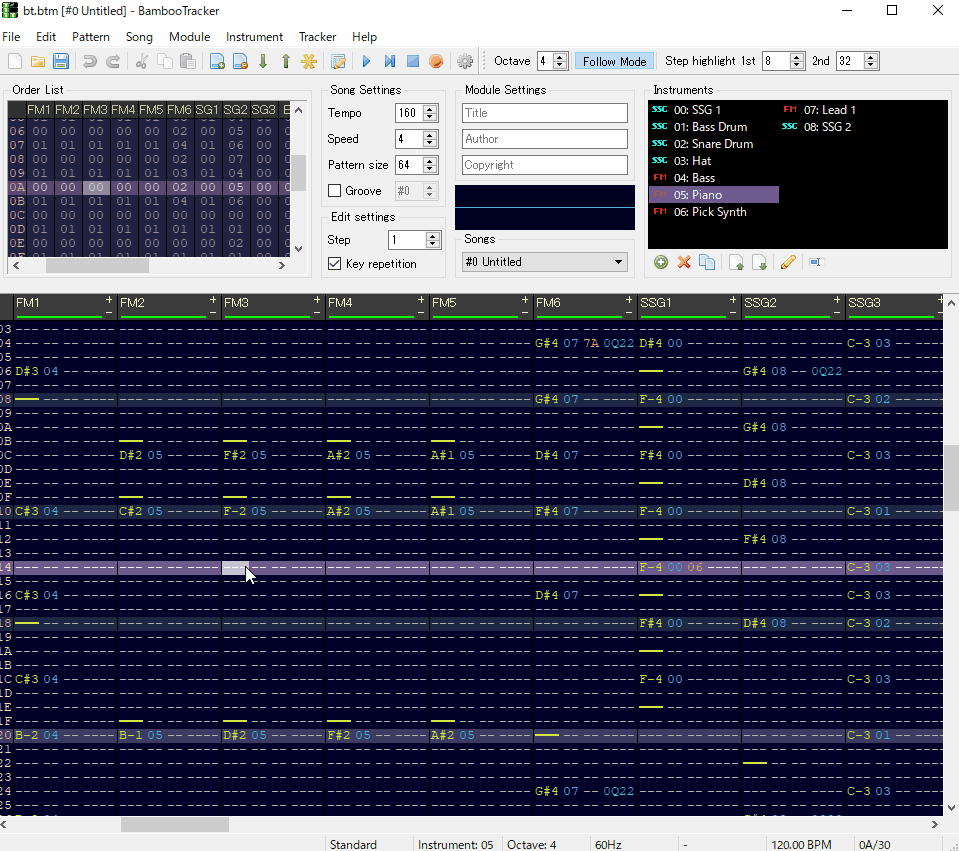 bt.btm [#0 Untitled] - BambooTracker
File Edit Pattern Song Module Instrument Tracker Help
Octave 4 Follow Mode Step highlight 1st 8 2nd 32
Order List
FM1 FM2 FM3 FM4 FM5 FM6 SG1 SG2 SG3
06 00 00 00 00 00 02 00 05 00
07 01 01 01 01 01 04 01 06 00
08 00 00 00 00 00 02 00 07 00
09 01 01 01 01 01 03 01 04 00
0A 00 00 00 00 00 02 00 05 00
0B 01 01 01 01 01 04 01 06 00
0C 00 00 00 00 00 00 00 00 00
0D 01 01 01 01 01 01 01 01 00
0E 00 00 00 00 00 00 00 02 00
Song Settings
Tempo 160
Speed 4
Pattern size 64
Groove #0
Edit settings
Step 1
Key repetition
Module Settings
Title
Author
Copyright
Songs
#0 Untitled
Instruments
SSG 00: SSG 1
SSG 01: Bass Drum
SSG 02: Snare Drum
SSG 03: Hat
FM 04: Bass
FM 05: Piano
FM 06: Pick Synth
FM 07: Lead 1
SSG 08: SSG 2
FM1 + - FM2 + - FM3 + - FM4 + - FM5 + - FM6 + - SSG1 + - SSG2 + - SSG3 + -
03
04 G#4 07 7A 0Q22 D#4 00 C-3 03
05
06 D#3 04 G#4 08 -- 0Q22
07
08 G#4 07 F-4 00 C-3 02
09
0A G#4 08
0B
0C D#2 05 F#2 05 A#2 05 A#1 05 D#4 07 F#4 00 C-3 03
0D
0E D#4 08
0F
10 C#3 04 C#2 05 F-2 05 A#2 05 A#1 05 F#4 07 F-4 00 C-3 01
11
12 F#4 08
13
14 F-4 00 06 C-3 03
15
16 C#3 04 D#4 07 C-3 03
17
18 F#4 00 D#4 08 C-3 02
19
1A
1B
1C C#3 04 F-4 00 C-3 03
1D
1E
1F
20 B-2 04 B-1 05 D#2 05 F#2 05 A#2 05 C-3 01
21
22
23
24 G#4 07 -- 0Q22 C-3 03
25
Standard Instrument: 05 Octave: 4 60Hz - 120.00 BPM 0A/30